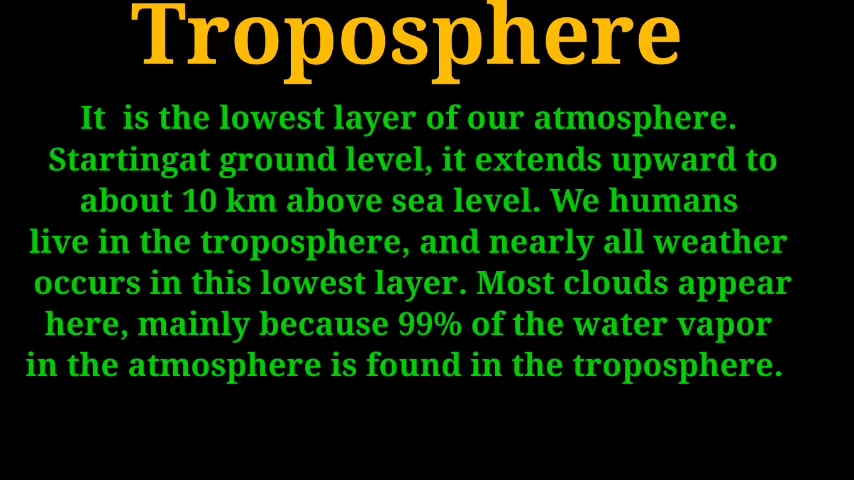 Troposphere
It  is the lowest layer of our atmosphere.
Startingat ground level, it extends upward to
about 10 km above sea level. We humans
live in the troposphere, and nearly all weather
occurs in this lowest layer. Most clouds appear
here, mainly because 99% of the water vapor
in the atmosphere is found in the troposphere.